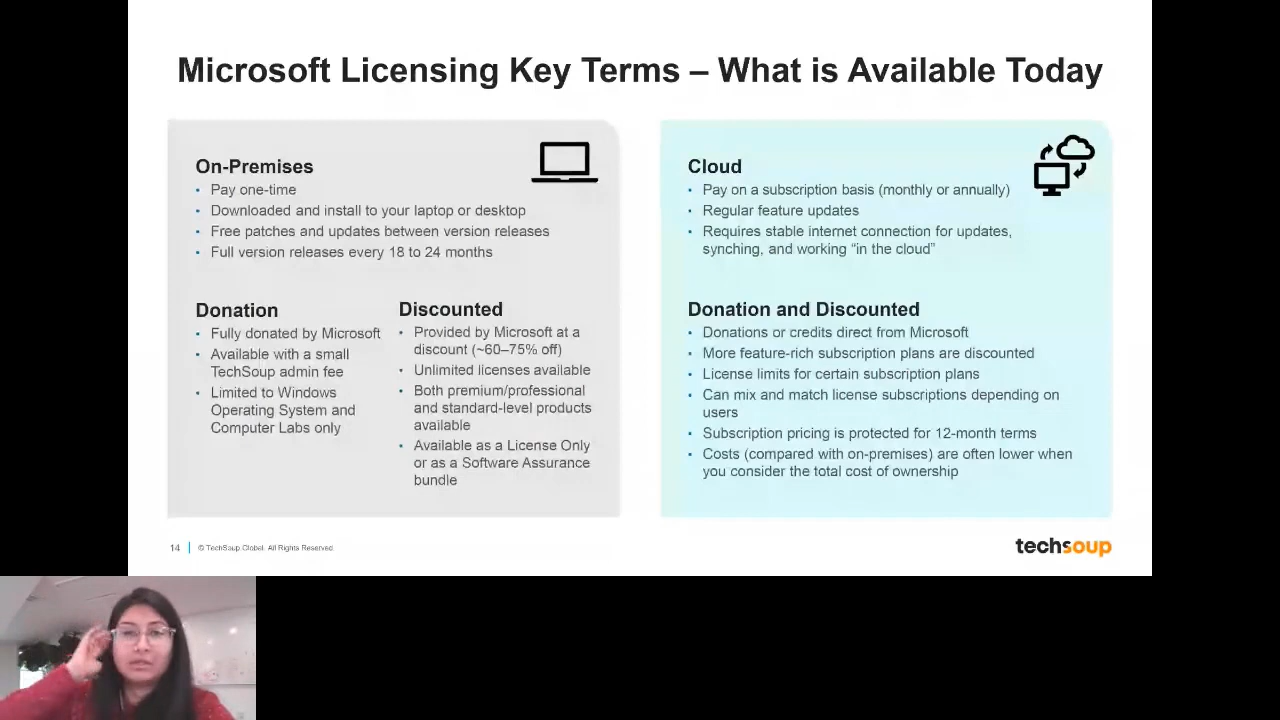 Microsoft Licensing Key Terms – What is Available Today
On-Premises
• Pay one-time
• Downloaded and install to your laptop or desktop
• Free patches and updates between version releases
• Full version releases every 18 to 24 months
Donation
• Fully donated by Microsoft
• Available with a small
TechSoup admin fee
• Limited to Windows
Operating System and
Computer Labs only
Discounted
• Provided by Microsoft at a
discount (~60–75% off)
• Unlimited licenses available
• Both premium/professional
and standard-level products
available
• Available as a License Only
or as a Software Assurance
bundle
Cloud
• Pay on a subscription basis (monthly or annually)
• Regular feature updates
• Requires stable internet connection for updates,
synching, and working “in the cloud”
Donation and Discounted
• Donations or credits direct from Microsoft
• More feature-rich subscription plans are discounted
• License limits for certain subscription plans
• Can mix and match license subscriptions depending on
users
• Subscription pricing is protected for 12-month terms
• Costs (compared with on-premises) are often lower when
you consider the total cost of ownership
14 | © TechSoup Global. All Rights Reserved.
techsoup